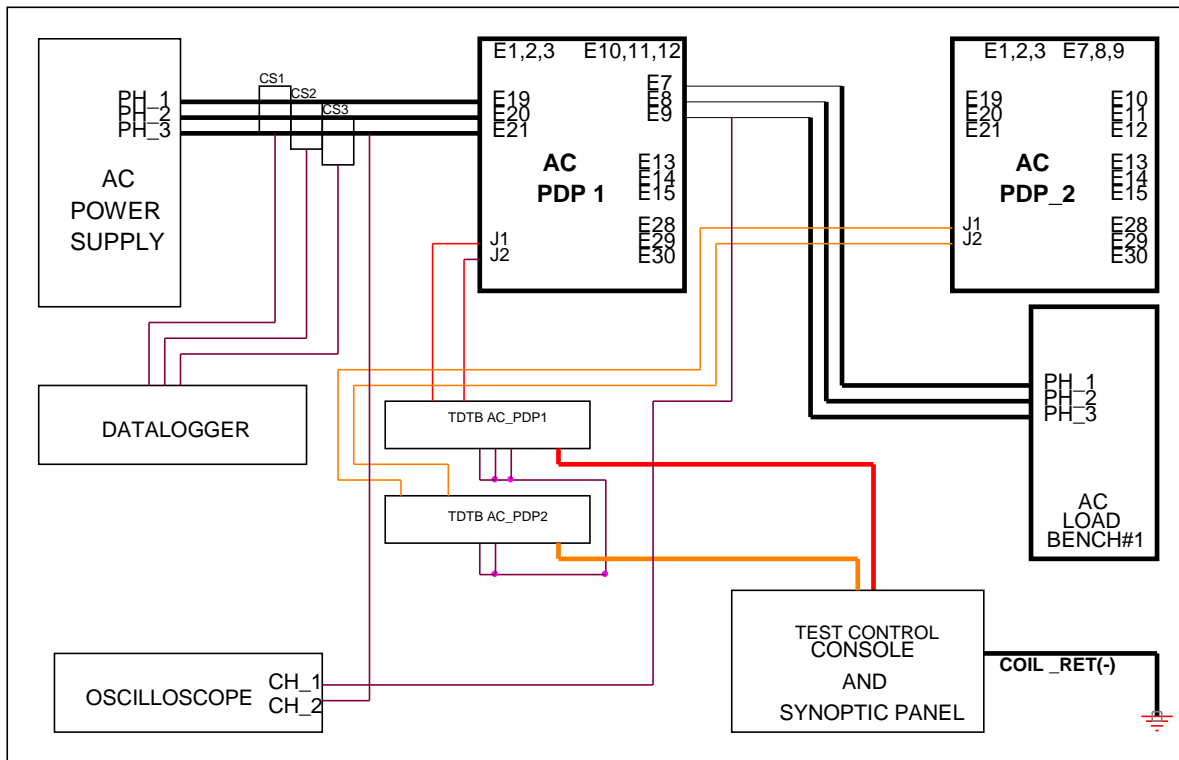 PH_1
PH_2
PH_3
AC
POWER
SUPPLY
CS1
CS2
CS3
E1,2,3 E10,11,12
E19
E20
E21
E7
E8
E9
AC
PDP 1
E13
E14
E15
E28
E29
E30
J1
J2
E1,2,3 E7,8,9
E19
E20
E21
E10
E11
E12
AC
PDP_2
E13
E14
E15
E28
E29
E30
J1
J2
DATALOGGER
TDTB AC_PDP1
TDTB AC_PDP2
PH_1
PH_2
PH_3
AC
LOAD
BENCH#1
OSCILLOSCOPE
CH_1
CH_2
TEST CONTROL
CONSOLE
AND
SYNOPTIC PANEL
COIL _RET(-)